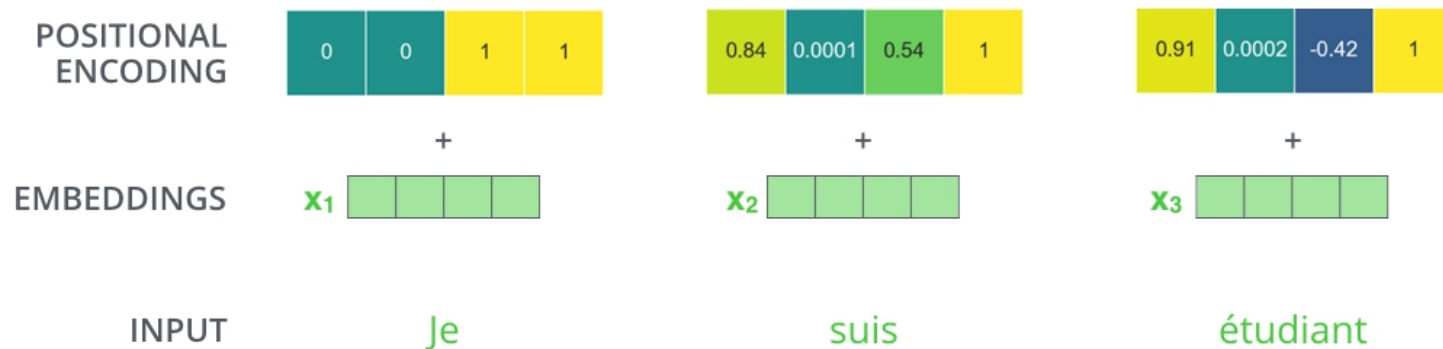 POSITIONAL
ENCODING
0 0 1 1
0.84 0.0001 0.54 1
0.91 0.0002 -0.42 1
+ + +
EMBEDDINGS
x1
x2
x3
INPUT
Je suis étudiant